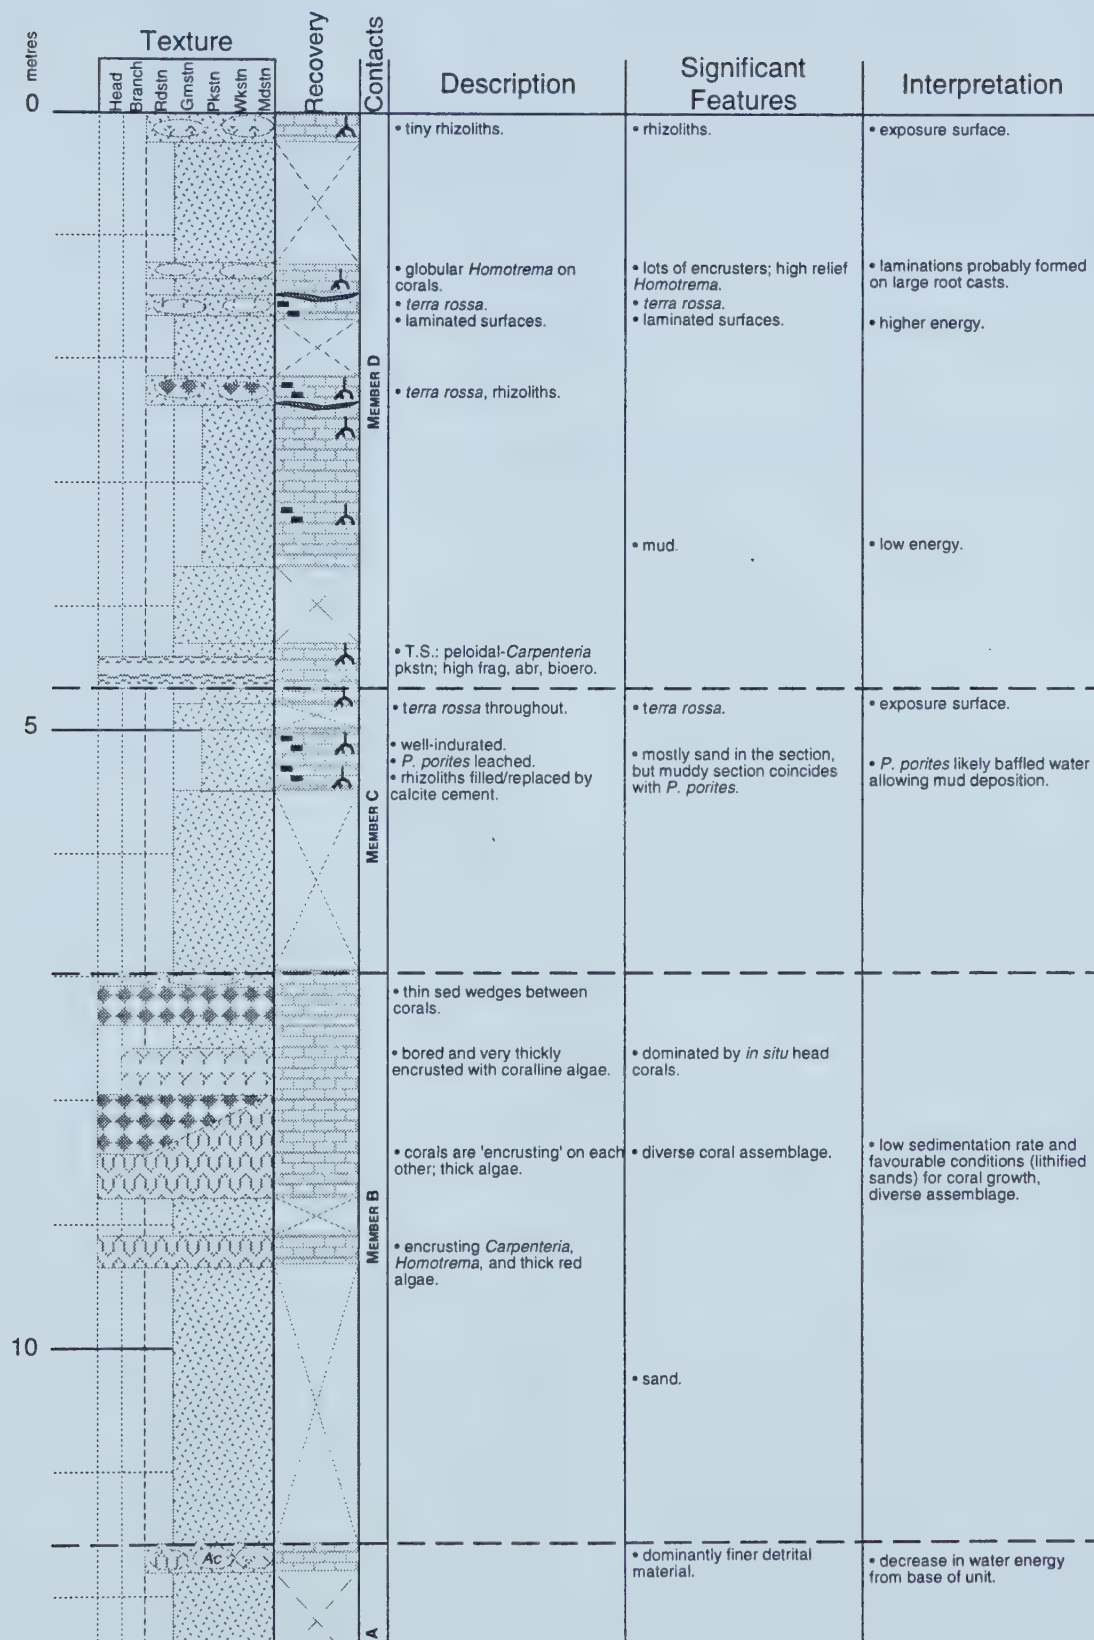 metres
Texture
Recovery
Contacts
Description
Significant
Features
Interpretation
Head
Branch
Rdstn
Grnstn
Pkstn
Wkstn
Mdstn
0
• tiny rhizoliths.
• rhizoliths.
• exposure surface.
• globular Homotrema on
corals.
• terra rossa.
• laminated surfaces.
• lots of encrusters; high relief
Homotrema.
• terra rossa.
• laminated surfaces.
• laminations probably formed
on large root casts.
• higher energy.
MEMBER D
• terra rossa, rhizoliths.
• mud.
• low energy.
• T.S.: peloidal-Carpenteria
pkstn; high frag, abr, bioero.
5
• terra rossa throughout.
• well-indurated.
• P. porites leached.
• rhizoliths filled/replaced by
calcite cement.
• terra rossa.
• mostly sand in the section,
but muddy section coincides
with P. porites.
• exposure surface.
• P. porites likely baffled water
allowing mud deposition.
MEMBER C
• thin sed wedges between
corals.
• bored and very thickly
encrusted with coralline algae.
• dominated by in situ head
corals.
• corals are 'encrusting' on each
other; thick algae.
• diverse coral assemblage.
• low sedimentation rate and
favourable conditions (lithified
sands) for coral growth,
diverse assemblage.
MEMBER B
• encrusting Carpenteria,
Homotrema, and thick red
algae.
10
• sand.
Ac
• dominantly finer detrital
material.
• decrease in water energy
from base of unit.
A